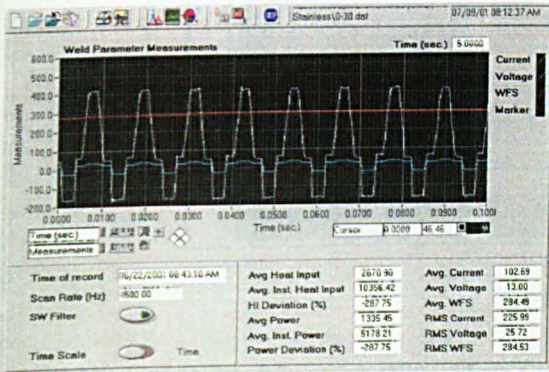 Stainless\0-30.dat
07/09/01 08:12:37 AM
Weld Parameter Measurements
Time (sec.) 5.0000
Current
Voltage
WFS
Marker
Measurements
600.0
500.0
400.0
300.0
200.0
100.0
0.0
-100.0
-200.0
0.0000 0.0100 0.0200 0.0300 0.0400 0.0500 0.0600 0.0700 0.0800 0.0900 0.100
Time (sec.)
Time (sec.)
Measurements
Cursor 0.0000 46.46
Time of record 06/22/2001 08:43:10 AM
Scan Rate (Hz) 4500.00
SW Filter
Time Scale Time
Avg Heat Input 2670.90
Avg. Inst. Heat Input 10356.42
HI Deviation (%) -287.75
Avg Power 1335.45
Avg. Inst. Power 5178.21
Power Deviation (%) -287.75
Avg. Current 102.69
Avg. Voltage 13.00
Avg. WFS 284.49
RMS Current 225.99
RMS Voltage 25.72
RMS WFS 284.53